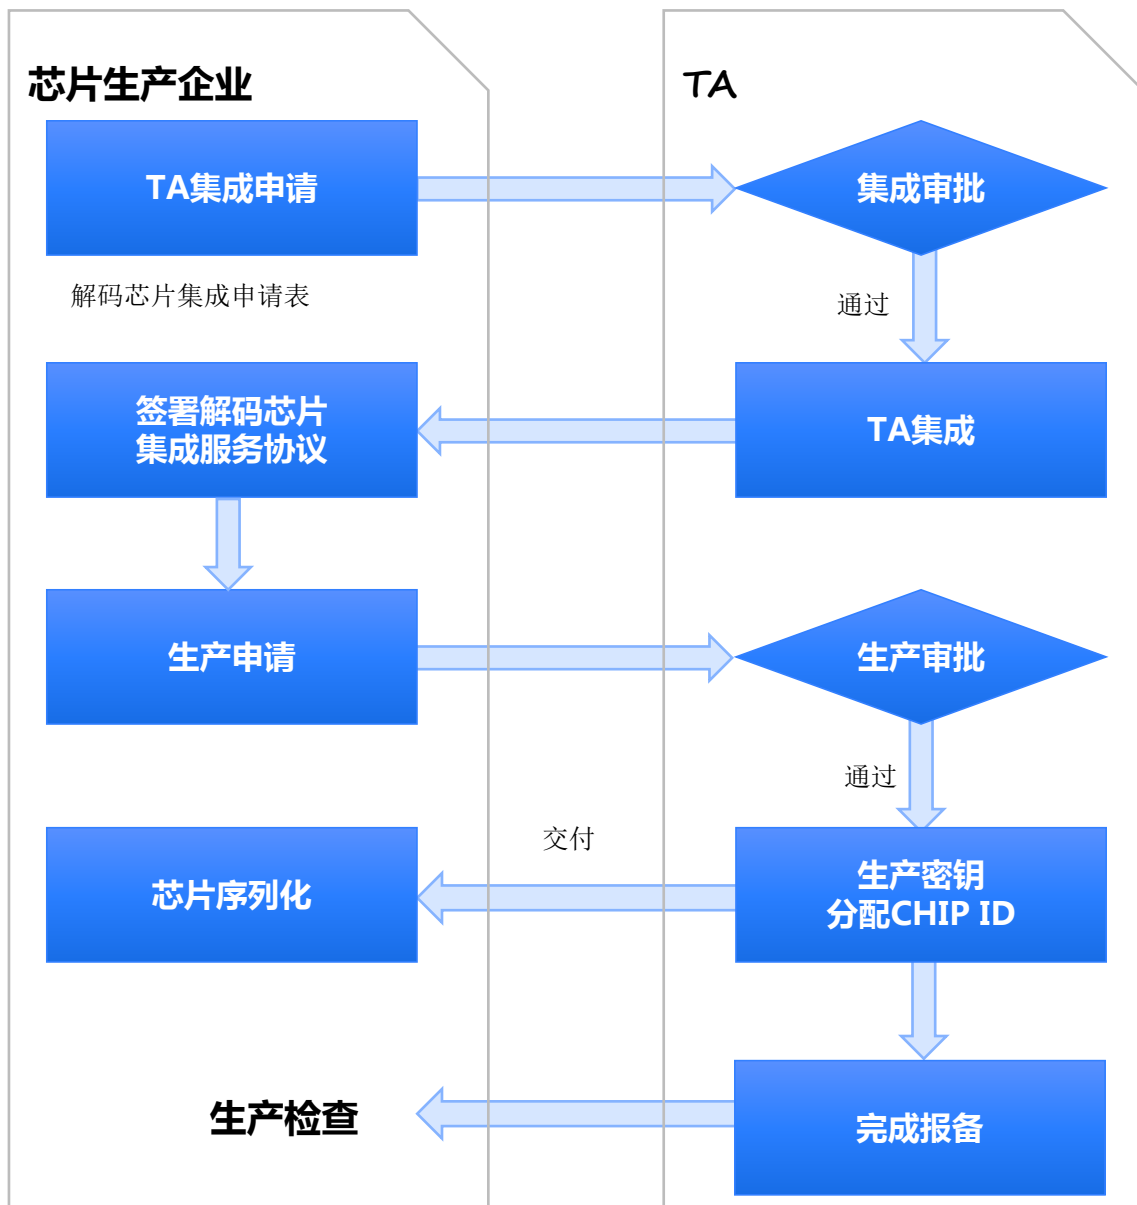 芯片生产企业
TA
TA集成申请
集成审批
解码芯片集成申请表
通过
签署解码芯片
集成服务协议
TA集成
生产申请
生产审批
通过
交付
芯片序列化
生产密钥
分配CHIP ID
生产检查
完成报备